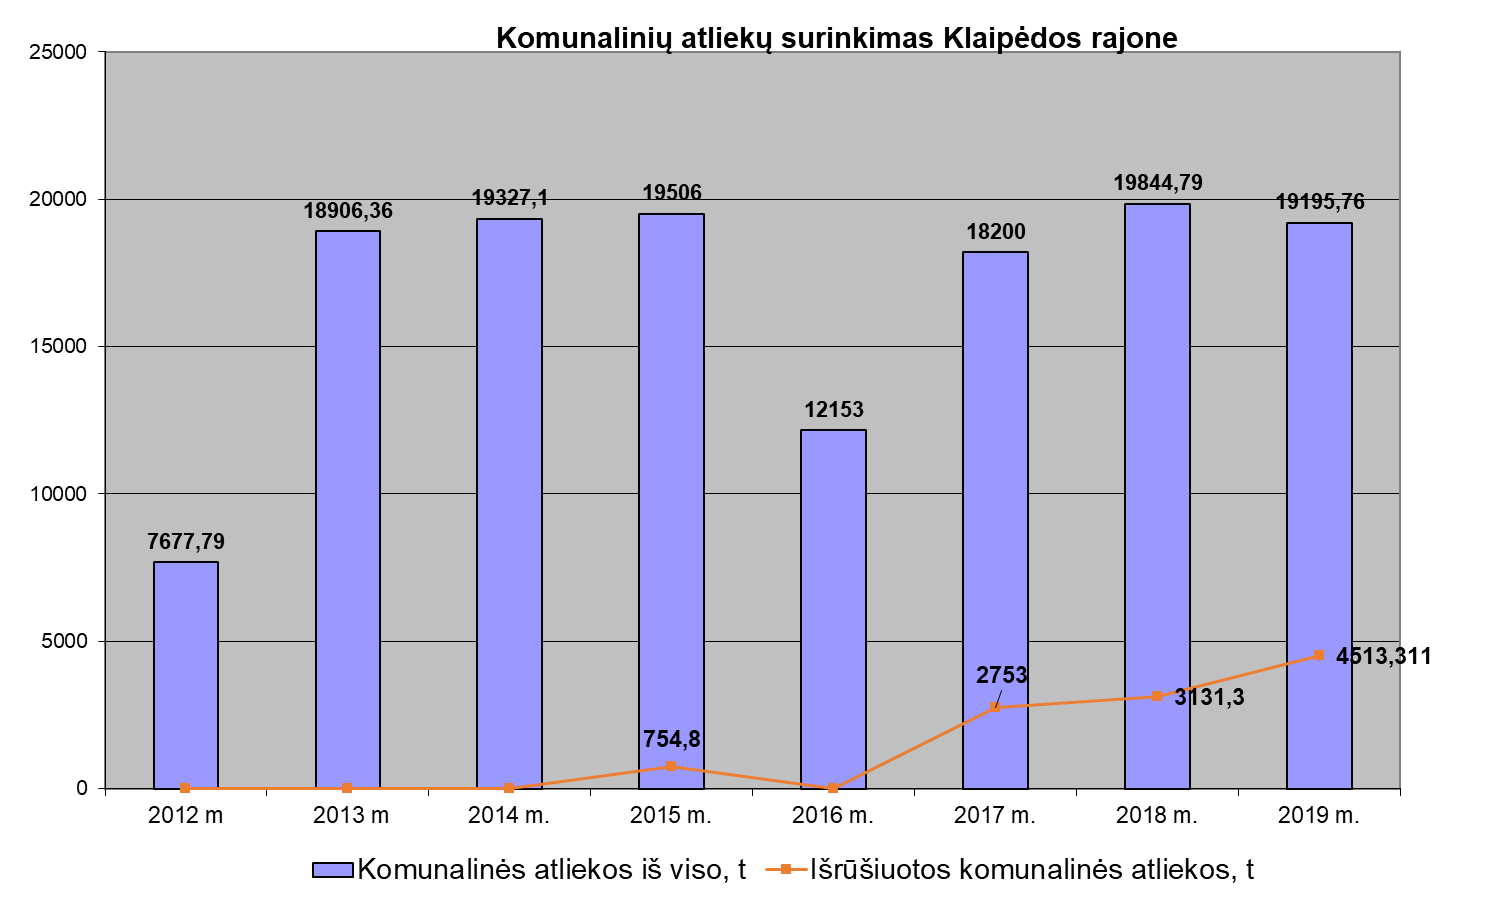 Komunalinių atliekų surinkimas Klaipėdos rajone
25000
20000
15000
10000
5000
0
7677,79
18906,36
19327,1
19506
12153
18200
19844,79
19195,76
754,8
2753
3131,3
4513,311
2012 m
2013 m
2014 m.
2015 m.
2016 m.
2017 m.
2018 m.
2019 m.
Komunalinės atliekos iš viso, t
Išrūšiuotos komunalinės atliekos, t